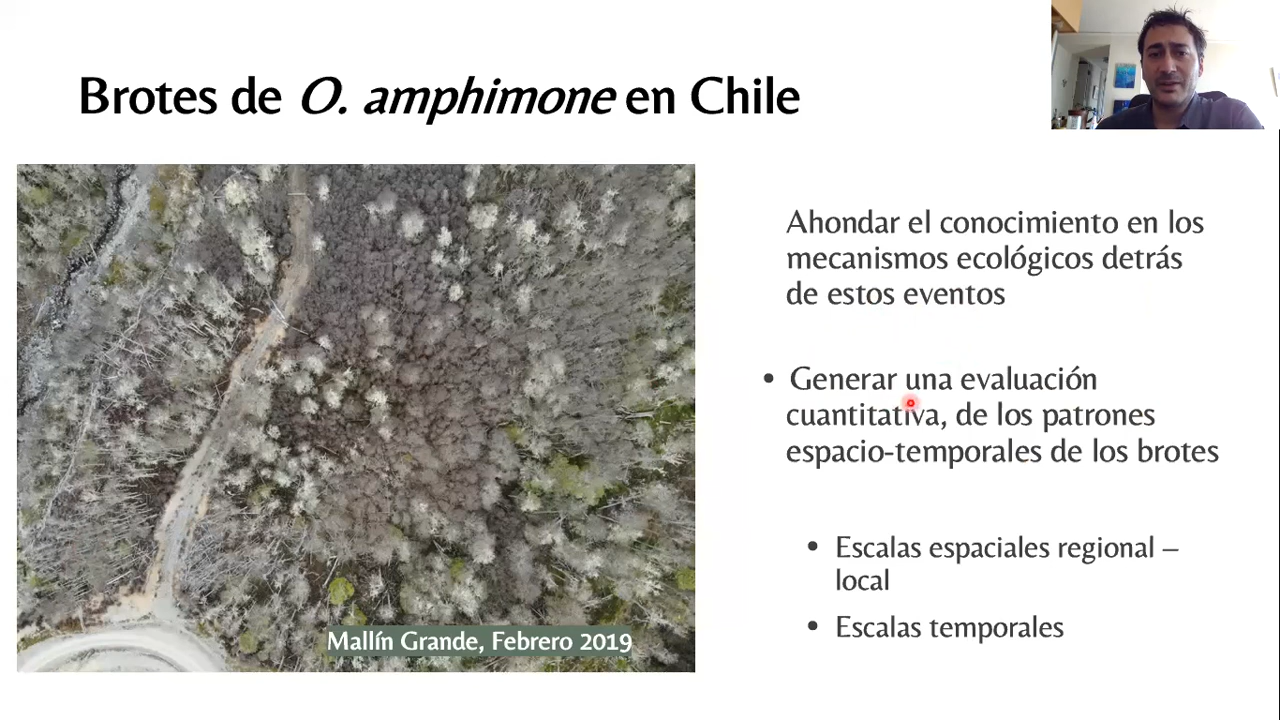 Brotes de O. amphimone en Chile
Ahondar el conocimiento en los
mecanismos ecológicos detrás
de estos eventos
• Generar una evaluación
cuantitativa, de los patrones
espacio-temporales de los brotes
• Escalas espaciales regional –
local
• Escalas temporales
Mallín Grande, Febrero 2019